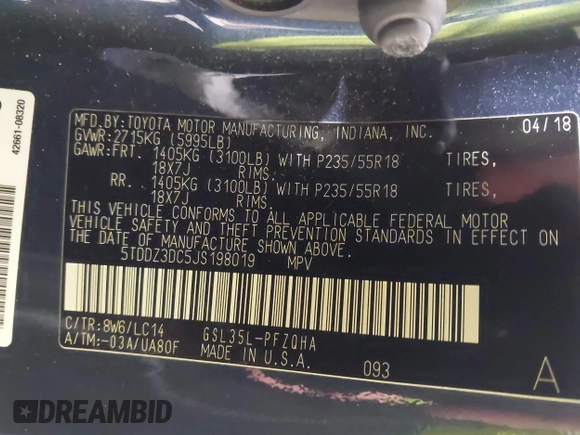 42661-08320
MFD.BY:TOYOTA MOTOR MANUFACTURING, INDIANA, INC. 04/18
GVWR:2715KG (5995LB)
GAWR:FRT. 1405KG (3100LB) WITH P235/55R18 TIRES,
18X7J RIMS.
RR. 1405KG (3100LB) WITH P235/55R18 TIRES,
18X7J RIMS.
THIS VEHICLE CONFORMS TO ALL APPLICABLE FEDERAL MOTOR
VEHICLE SAFETY AND THEFT PREVENTION STANDARDS IN EFFECT ON
THE DATE OF MANUFACTURE SHOWN ABOVE.
5TDDZ3DC5JS198019 MPV
C/TR:8W6/LC14 GSL35L-PFZQHA
A/TM:-03A/UA80F MADE IN U.S.A. 093 A
DREAMBID